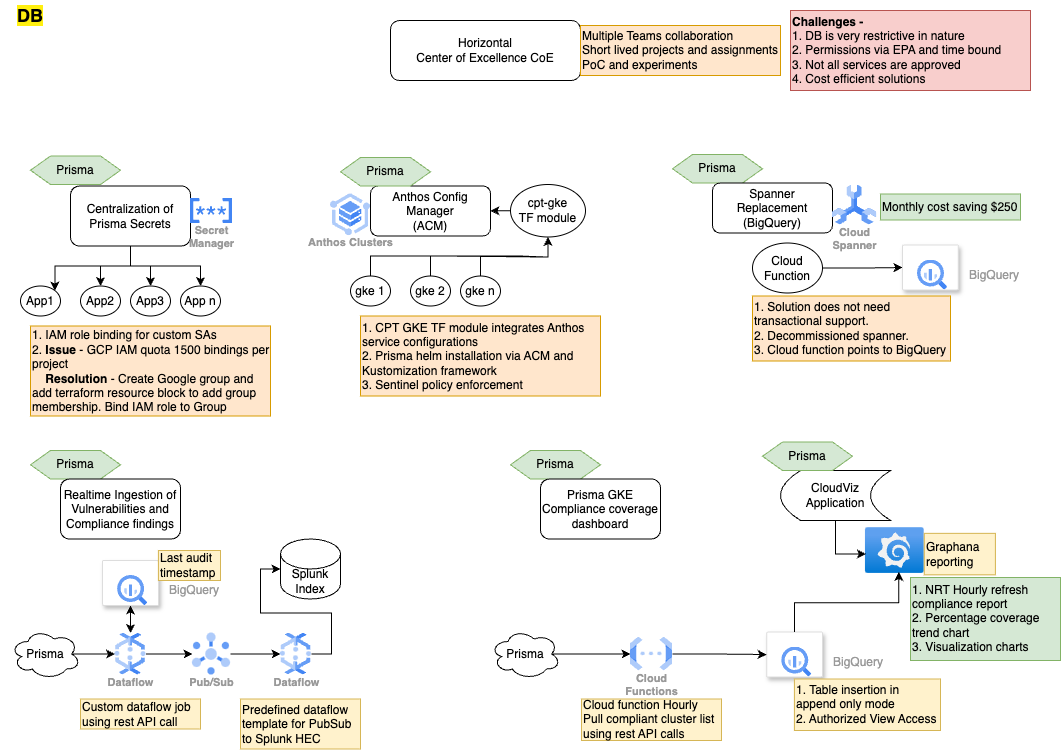 DB
Horizontal
Center of Excellence CoE
Multiple Teams collaboration
Short lived projects and assignments
PoC and experiments
Challenges -
1. DB is very restrictive in nature
2. Permissions via EPA and time bound
3. Not all services are approved
4. Cost efficient solutions
Prisma
Centralization of
Prisma Secrets
[***]
Secret
Manager
App1
App2
App3
App n
1. IAM role binding for custom SAs
2. Issue - GCP IAM quota 1500 bindings per
project
Resolution - Create Google group and
add terraform resource block to add group
membership. Bind IAM role to Group
Prisma
Anthos Config
Manager
(ACM)
Anthos Clusters
cpt-gke
TF module
gke 1
gke 2
gke n
1. CPT GKE TF module integrates Anthos
service configurations
2. Prisma helm installation via ACM and
Kustomization framework
3. Sentinel policy enforcement
Prisma
Spanner
Replacement
(BigQuery)
Cloud
Spanner
Monthly cost saving $250
Cloud
Function
BigQuery
1. Solution does not need
transactional support.
2. Decommissioned spanner.
3. Cloud function points to BigQuery
Prisma
Realtime Ingestion of
Vulnerabilities and
Compliance findings
Last audit
timestamp
BigQuery
Splunk
Index
Prisma
Dataflow
Pub/Sub
Dataflow
Custom dataflow job
using rest API call
Predefined dataflow
template for PubSub
to Splunk HEC
Prisma
Prisma GKE
Compliance coverage
dashboard
Prisma
CloudViz
Application
Graphana
reporting
1. NRT Hourly refresh
compliance report
2. Percentage coverage
trend chart
3. Visualization charts
Prisma
Cloud
Functions
BigQuery
Cloud function Hourly
Pull compliant cluster list
using rest API calls
1. Table insertion in
append only mode
2. Authorized View Access